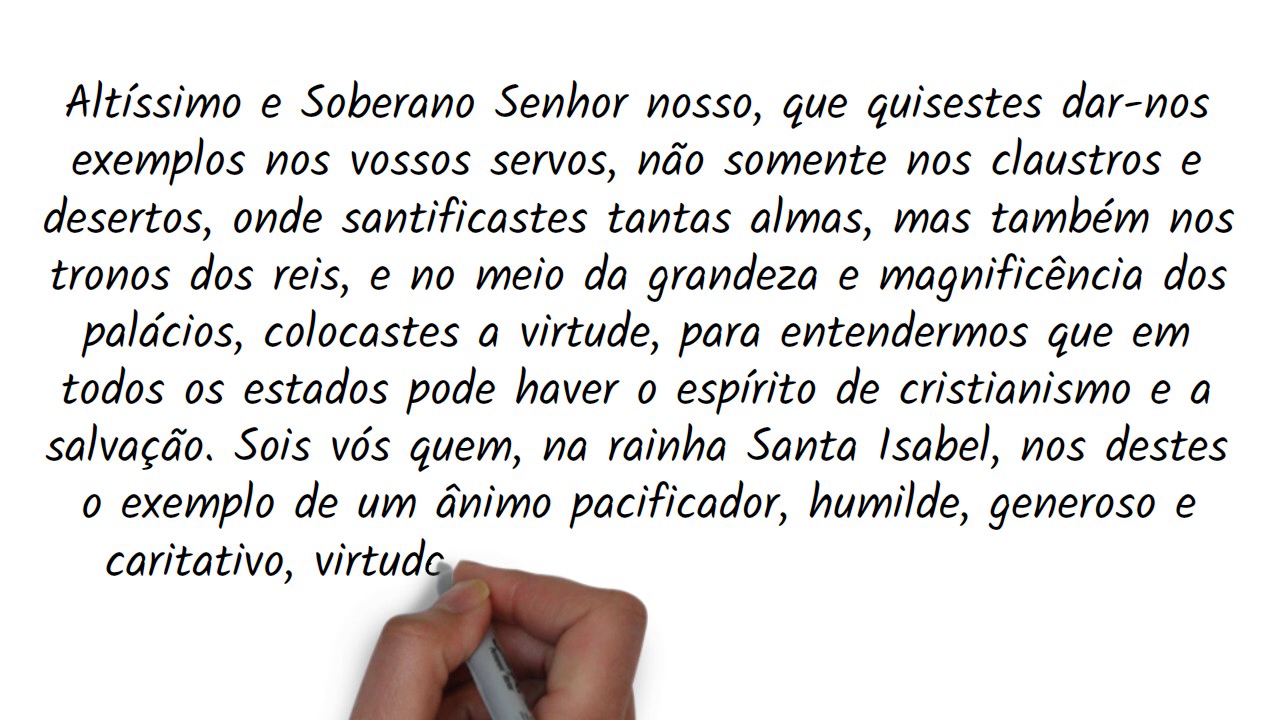 Altíssimo e Soberano Senhor nosso, que quisestes dar-nos
exemplos nos vossos servos, não somente nos claustros e
desertos, onde santificastes tantas almas, mas também nos
tronos dos reis, e no meio da grandeza e magnificência dos
palácios, colocastes a virtude, para entendermos que em
todos os estados pode haver o espírito de cristianismo e a
salvação. Sois vós quem, na rainha Santa Isabel, nos destes
o exemplo de um ânimo pacificador, humilde, generoso e
caritativo,